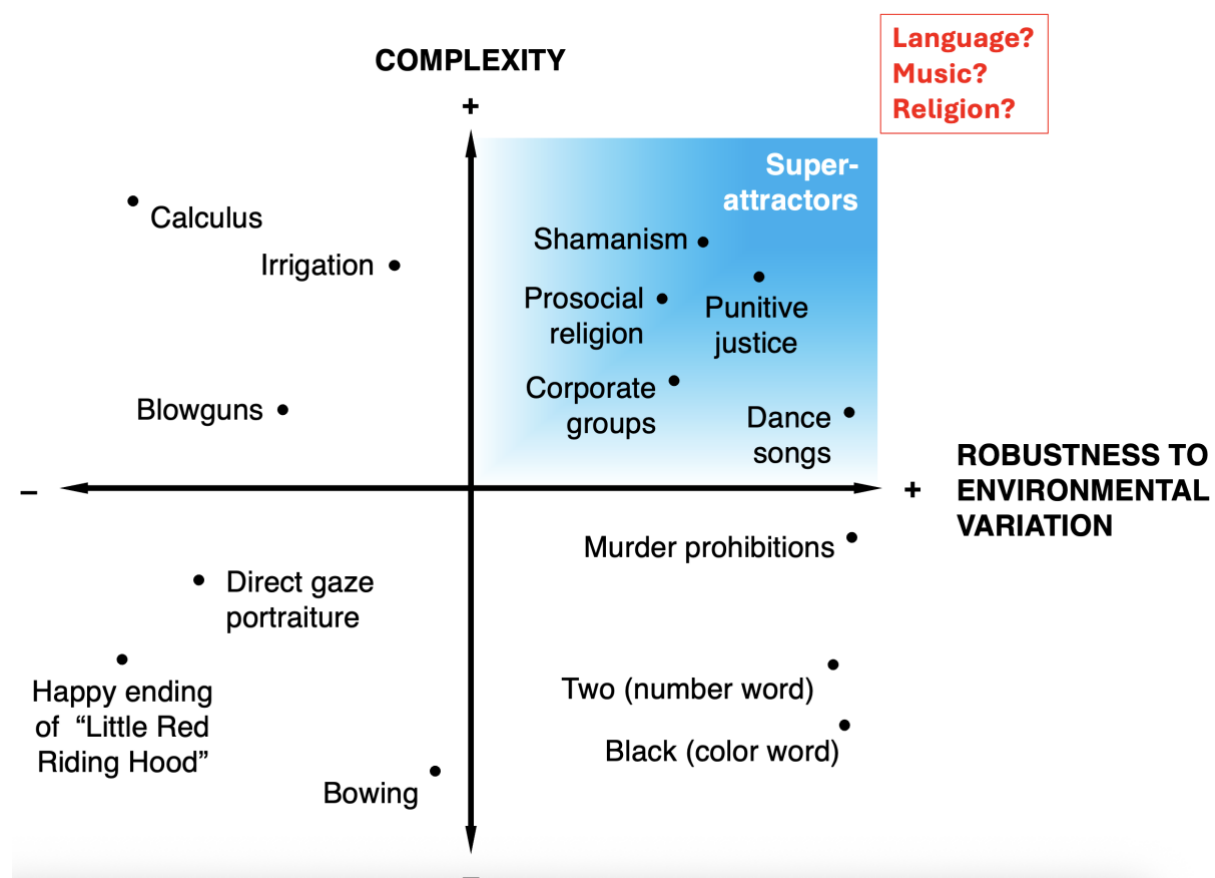 Language?
Music?
Religion?
COMPLEXITY
+
Super-
attractors
Calculus
Shamanism
Irrigation
Prosocial
religion
Punitive
justice
Corporate
groups
Blowguns
Dance
songs
–
+
ROBUSTNESS TO
ENVIRONMENTAL
VARIATION
Murder prohibitions
Direct gaze
portraiture
Happy ending
of “Little Red
Riding Hood”
Two (number word)
Black (color word)
Bowing
–